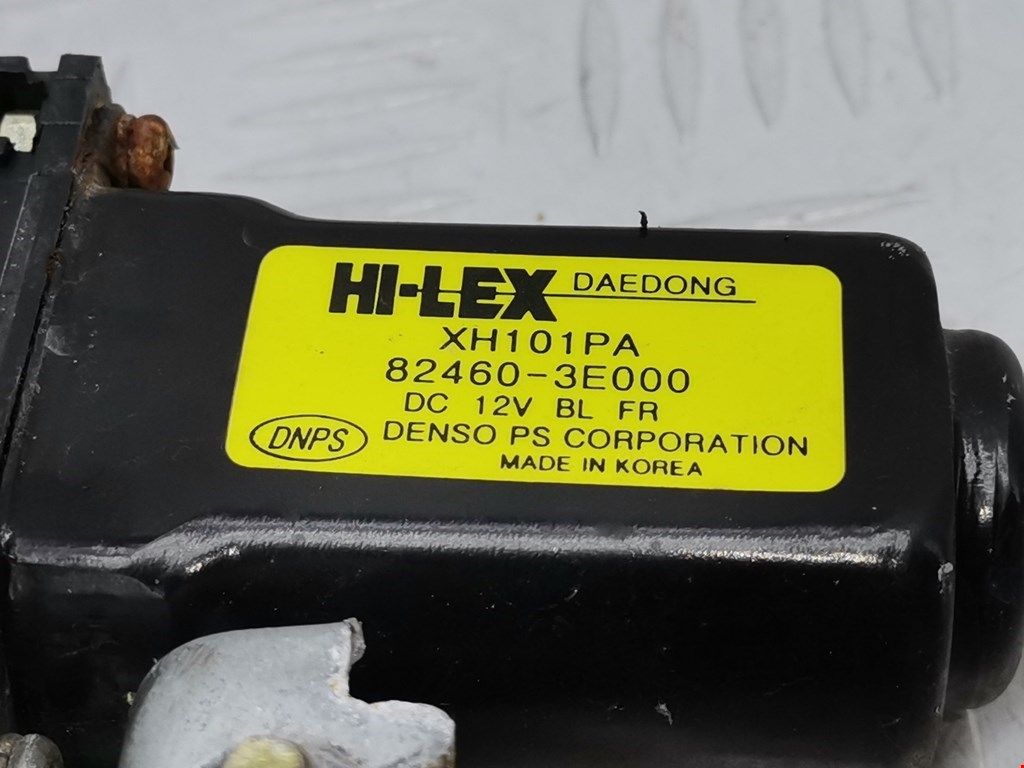 HI-LEX DAEDONG
XH101PA
82460-3E000
DC 12V BL FR
DNPS DENSO PS CORPORATION
MADE IN KOREA